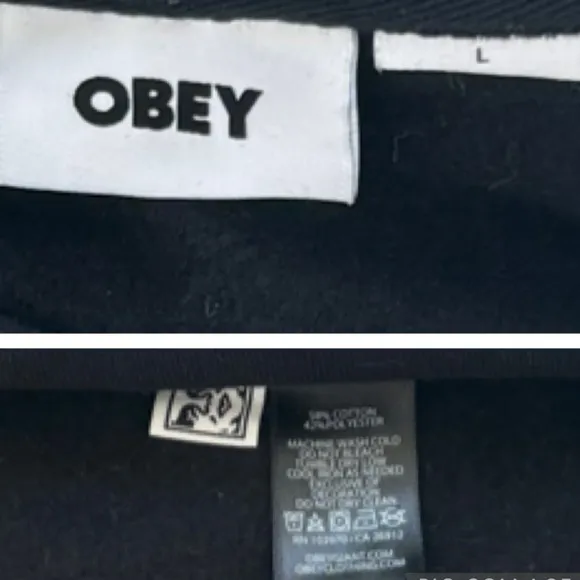 OBEY
L
58% COTTON
42% POLYESTER
MACHINE WASH COLD
DO NOT BLEACH
TUMBLE DRY LOW
COOL IRON AS NEEDED
EXCLUSIVE OF
DECORATION
DO NOT DRY CLEAN
OBEYGIANT.COM
OBEYCLOTHING.COM